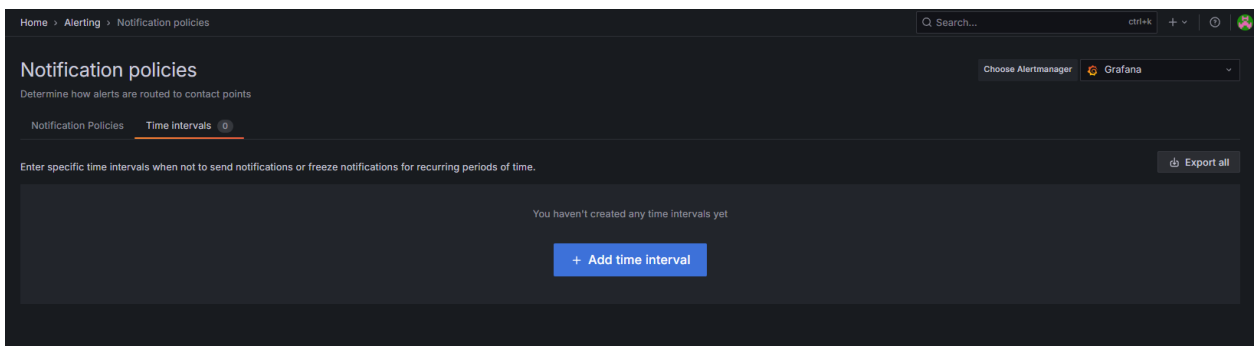 Home › Alerting › Notification policies
Search...
ctrl+k
Notification policies
Choose Alertmanager
Grafana
Determine how alerts are routed to contact points
Notification Policies
Time intervals 0
Enter specific time intervals when not to send notifications or freeze notifications for recurring periods of time.
Export all
You haven't created any time intervals yet
+ Add time interval